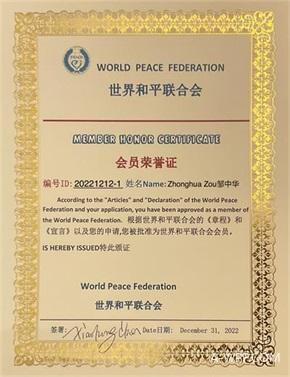 PEACE
WORLD PEACE FEDERATION
世界和平联合会
MEMBER HONOR CERTIFICATE
会员荣誉证
编号ID: 20221212-1 姓名Name: Zhonghua Zou邹中华
According to the "Articles" and "Declaration" of the World Peace
Federation and your application, you have been approved as a member of
the World Peace Federation. 根据世界和平联合会的《章程》和
《宣言》以及您的申请,您被批准为世界和平联合会会员,
IS HEREBY ISSUED特此颁证
World Peace Federation
世界和平联合会
签署: Date日期: December 31, 2022